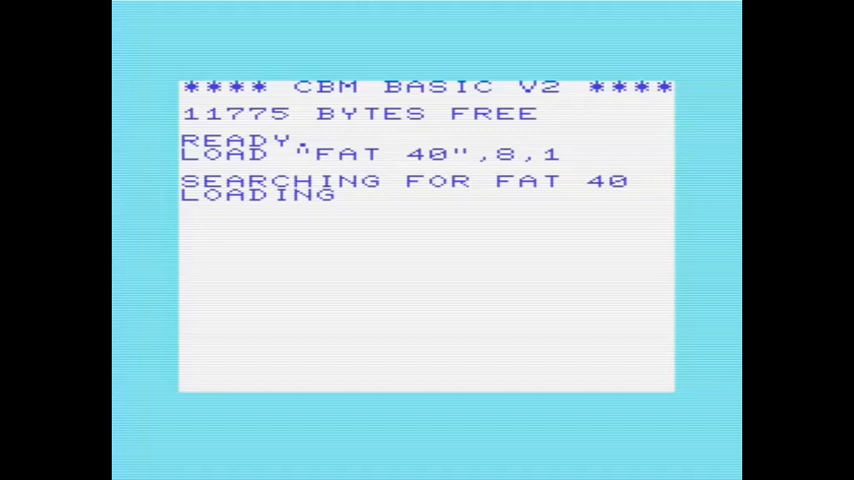 **** CBM BASIC V2 ****
11775 BYTES FREE
READY.
LOAD "FAT 40",8,1
SEARCHING FOR FAT 40
LOADING